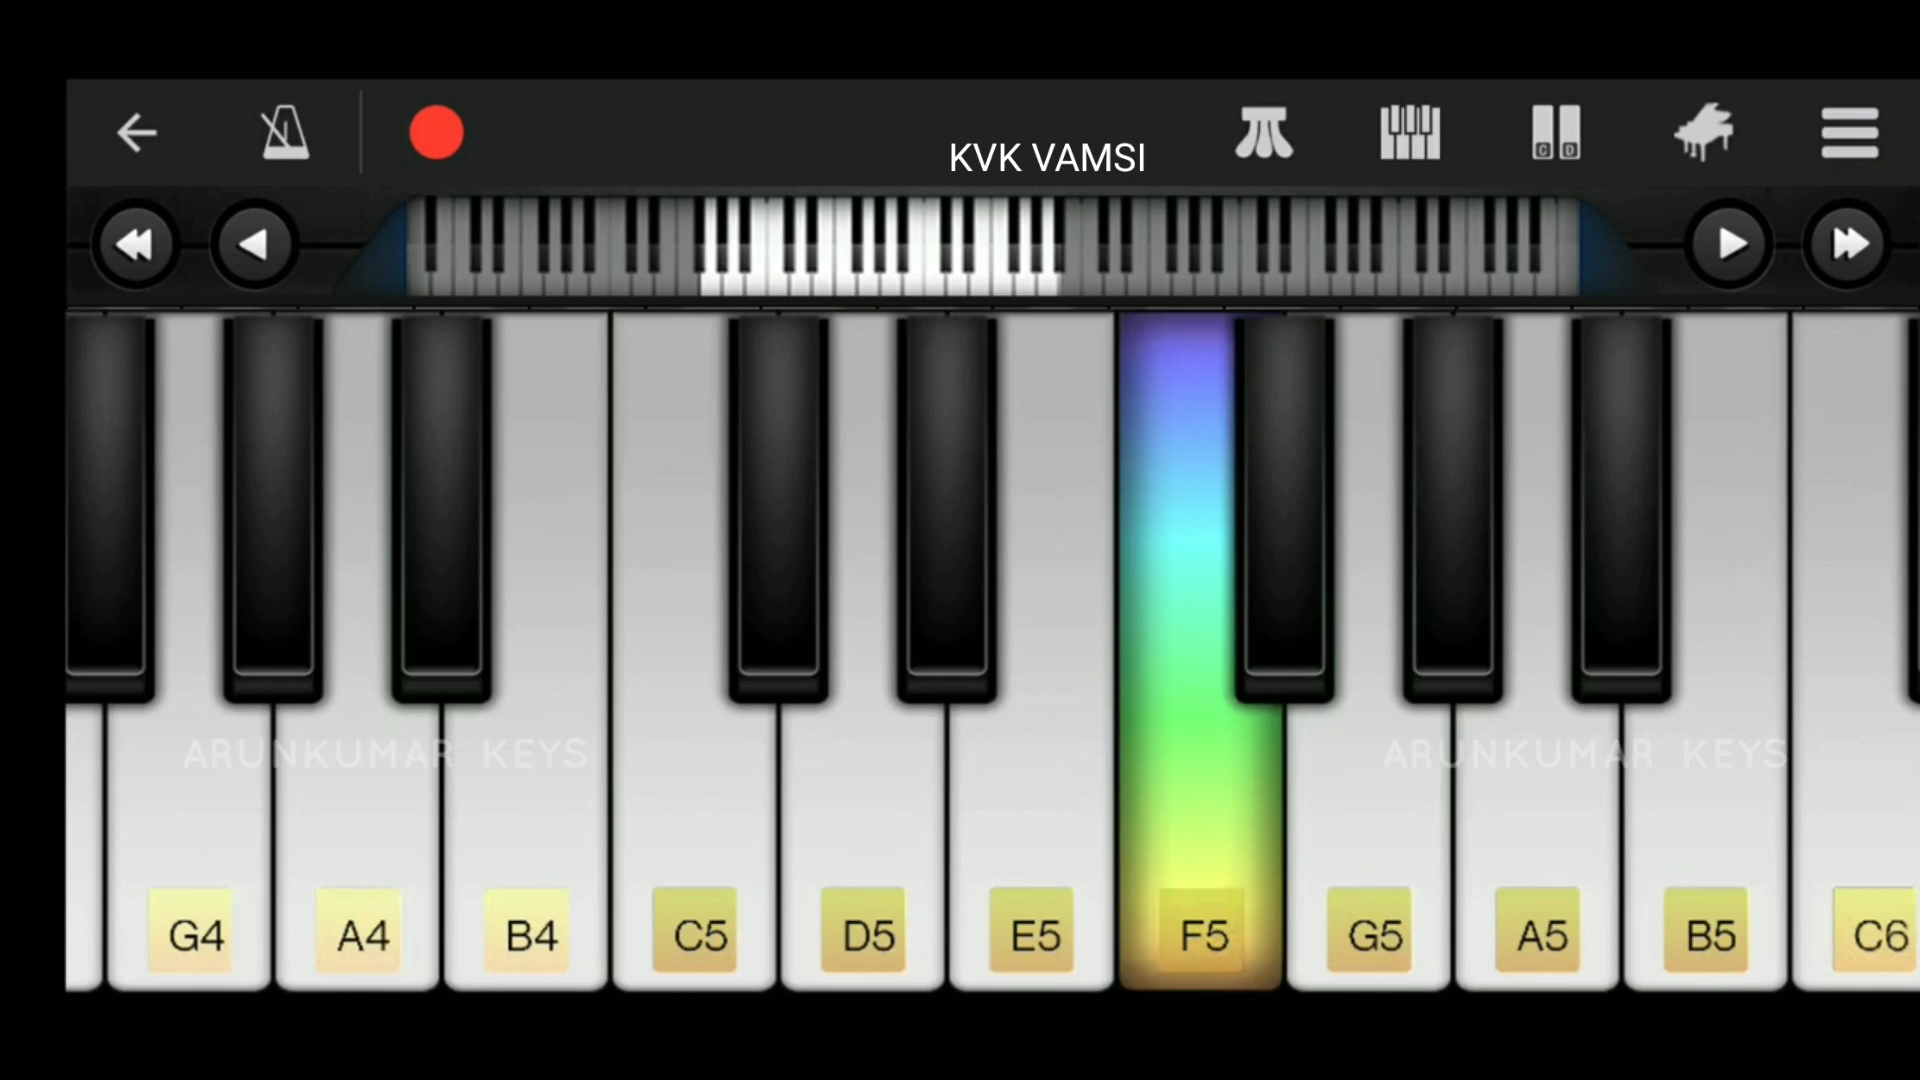 KVK VAMSI
C D
ARUNKUMAR KEYS ARUNKUMAR KEYS
G4 A4 B4 C5 D5 E5 F5 G5 A5 B5 C6